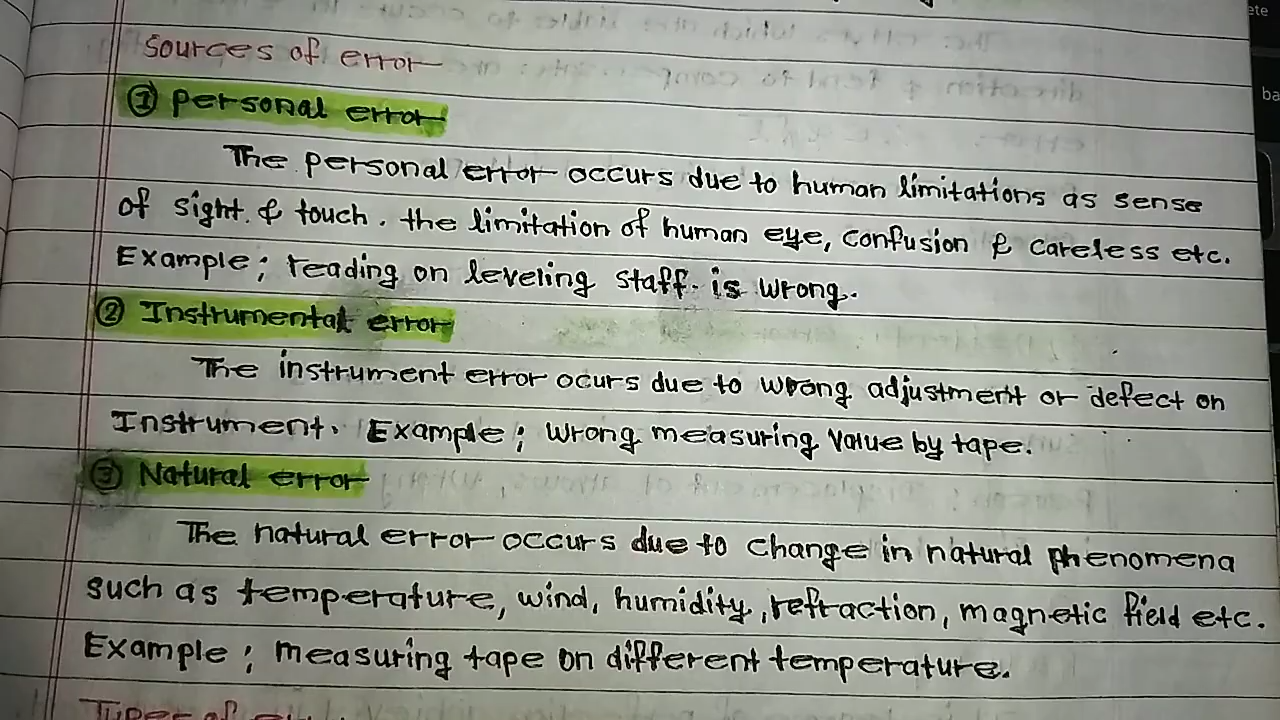 Sources of error
① Personal error
The personal error occurs due to human limitations as sense
of sight & touch. the limitation of human eye, confusion & careless etc.
Example; reading on leveling staff is wrong.
② Instrumental error
The instrument error ocurs due to wrong adjustment or defect on
Instrument. Example; wrong measuring value by tape.
③ Natural error
The natural error occurs due to change in natural phenomena
such as temperature, wind, humidity, refraction, magnetic field etc.
Example; measuring tape on different temperature.
Types of